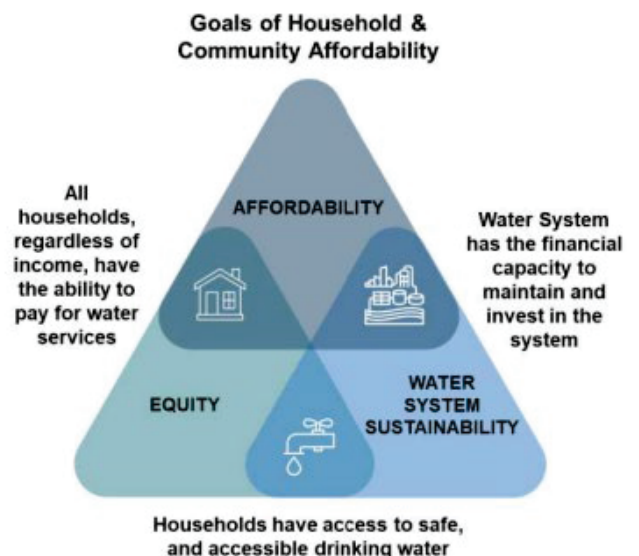 Goals of Household &
Community Affordability
AFFORDABILITY
All
households,
regardless of
income, have
the ability to
pay for water
services
Water System
has the financial
capacity to
maintain and
invest in the
system
EQUITY
WATER
SYSTEM
SUSTAINABILITY
Households have access to safe,
and accessible drinking water